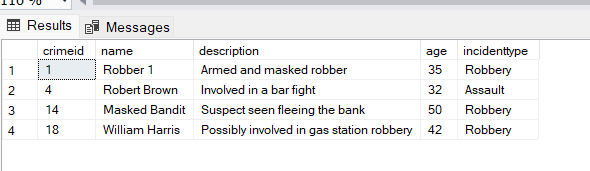 110 %
Results Messages
crimeid name description age incidenttype
1 1 Robber 1 Armed and masked robber 35 Robbery
2 4 Robert Brown Involved in a bar fight 32 Assault
3 14 Masked Bandit Suspect seen fleeing the bank 50 Robbery
4 18 William Harris Possibly involved in gas station robbery 42 Robbery